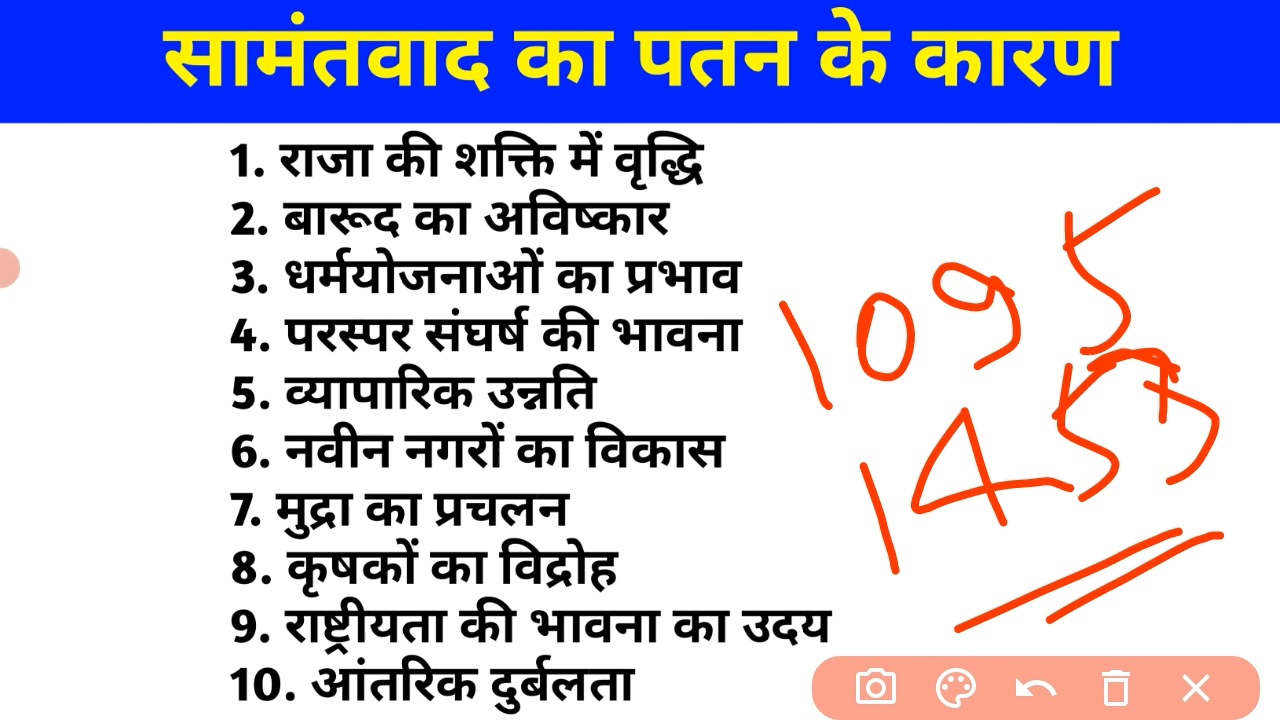 सामंतवाद का पतन के कारण
1. राजा की शक्ति में वृद्धि
2. बारूद का अविष्कार
3. धर्मयोजनाओं का प्रभाव
4. परस्पर संघर्ष की भावना
5. व्यापारिक उन्नति
6. नवीन नगरों का विकास
7. मुद्रा का प्रचलन
8. कृषकों का विद्रोह
9. राष्ट्रीयता की भावना का उदय
10. आंतरिक दुर्बलता
1095
1453